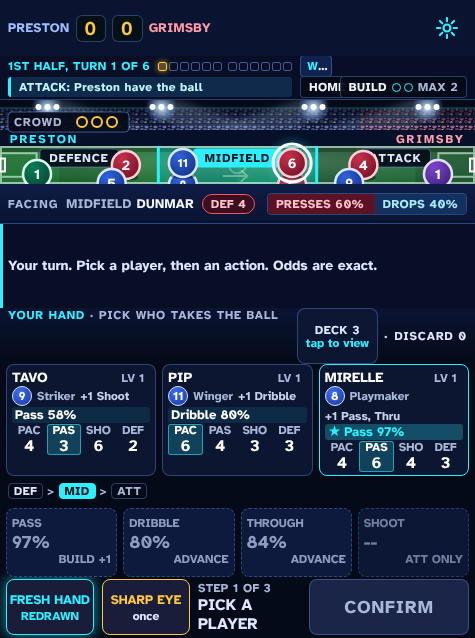 PRESTON 0 0 GRIMSBY
1ST HALF, TURN 1 OF 6
W…
ATTACK: Preston have the ball
HOM
BUILD MAX 2
CROWD
PRESTON
GRIMSBY
DEFENCE
MIDFIELD
TTACK
1 2 11 6 4 1
5
FACING MIDFIELD DUNMAR DEF 4 PRESSES 60% DROPS 40%
Your turn. Pick a player, then an action. Odds are exact.
YOUR HAND · PICK WHO TAKES THE BALL
DECK 3
tap to view
· DISCARD 0
TAVO LV 1
9 Striker +1 Shoot
Pass 58%
PAC PAS SHO DEF
4 3 6 2
PIP LV 1
11 Winger +1 Dribble
Dribble 80%
PAC PAS SHO DEF
6 4 3 3
MIRELLE LV 1
8 Playmaker
+1 Pass, Thru
★ Pass 97%
PAC PAS SHO DEF
4 6 4 3
DEF > MID > ATT
PASS
97%
BUILD +1
DRIBBLE
80%
ADVANCE
THROUGH
84%
ADVANCE
SHOOT
--
ATT ONLY
FRESH HAND
REDRAWN
SHARP EYE
once
STEP 1 OF 3
PICK A
PLAYER
CONFIRM